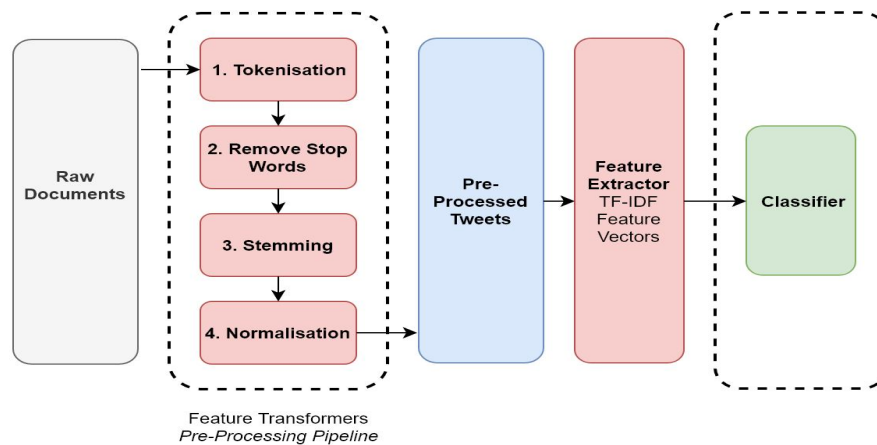 Raw
Documents
1. Tokenisation
2. Remove Stop
Words
3. Stemming
4. Normalisation
Feature Transformers
Pre-Processing Pipeline
Pre-
Processed
Tweets
Feature
Extractor
TF-IDF
Feature
Vectors
Classifier